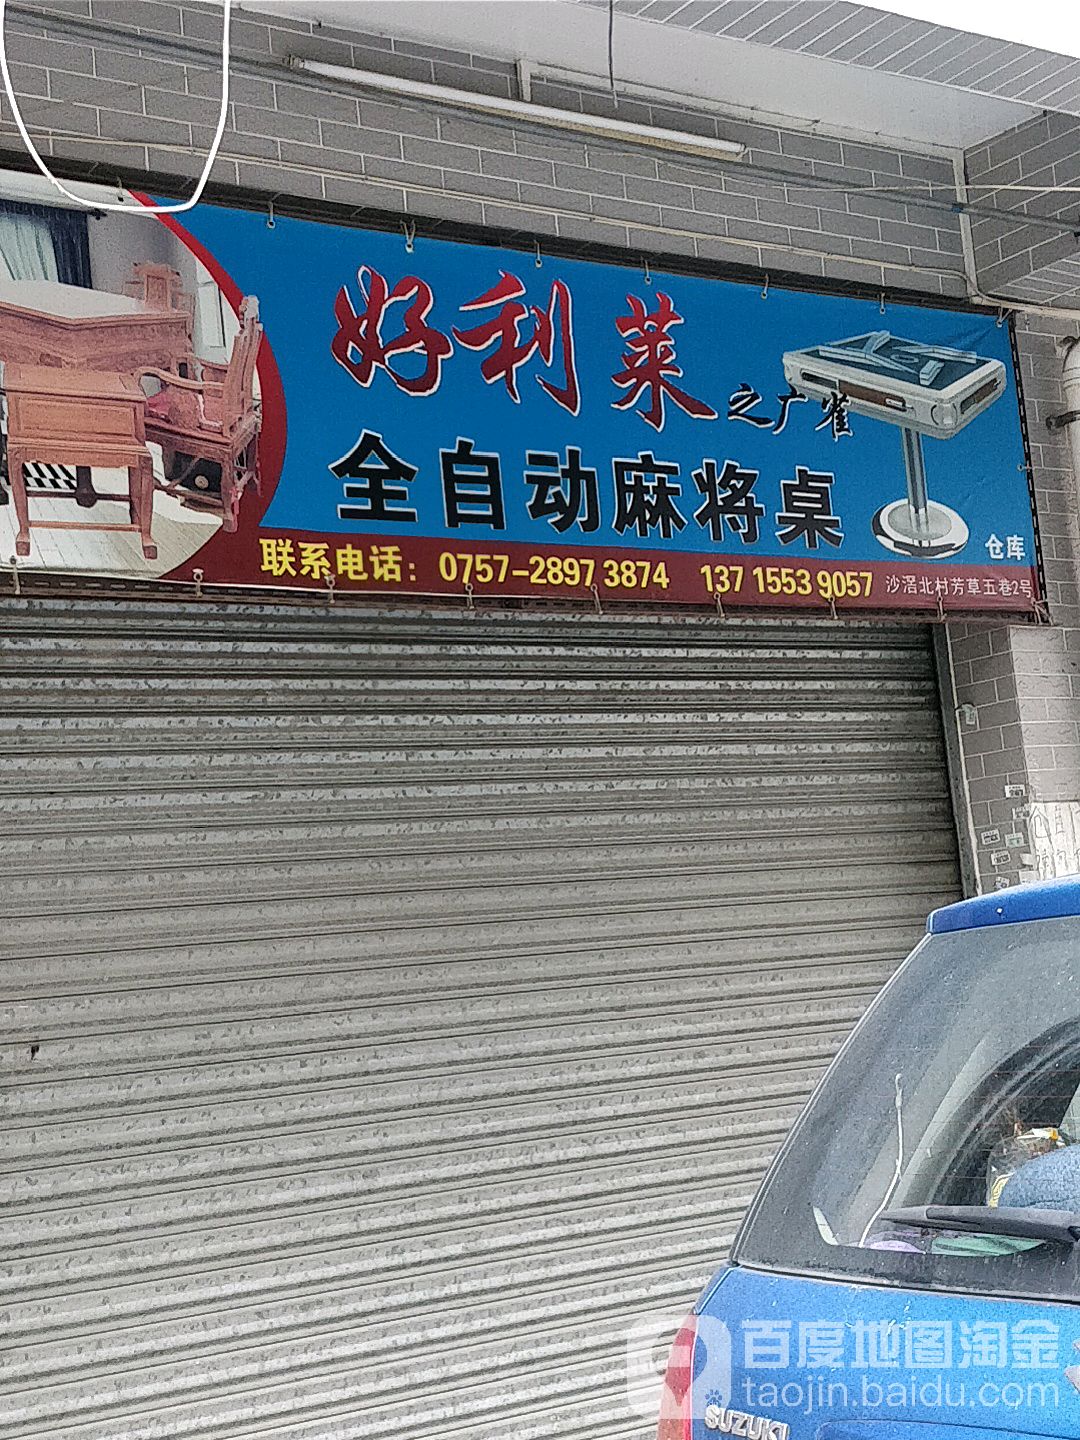 好利莱之广雀
全自动麻将桌
仓库
联系电话：0757-2897 3874 137 1553 9057 沙滘北村芳草五巷2号
SUZUKI
百度地图淘金
taojin.baidu.com